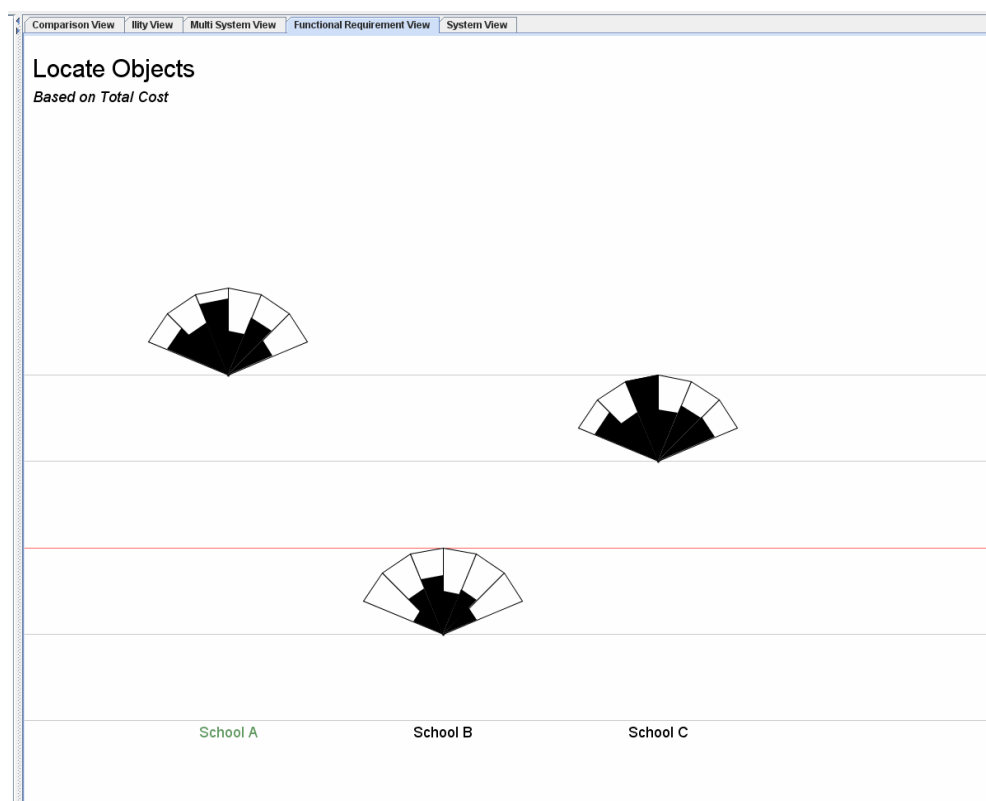 Comparison View Ility View Multi System View Functional Requirement View System View
Locate Objects
Based on Total Cost
School A School B School C